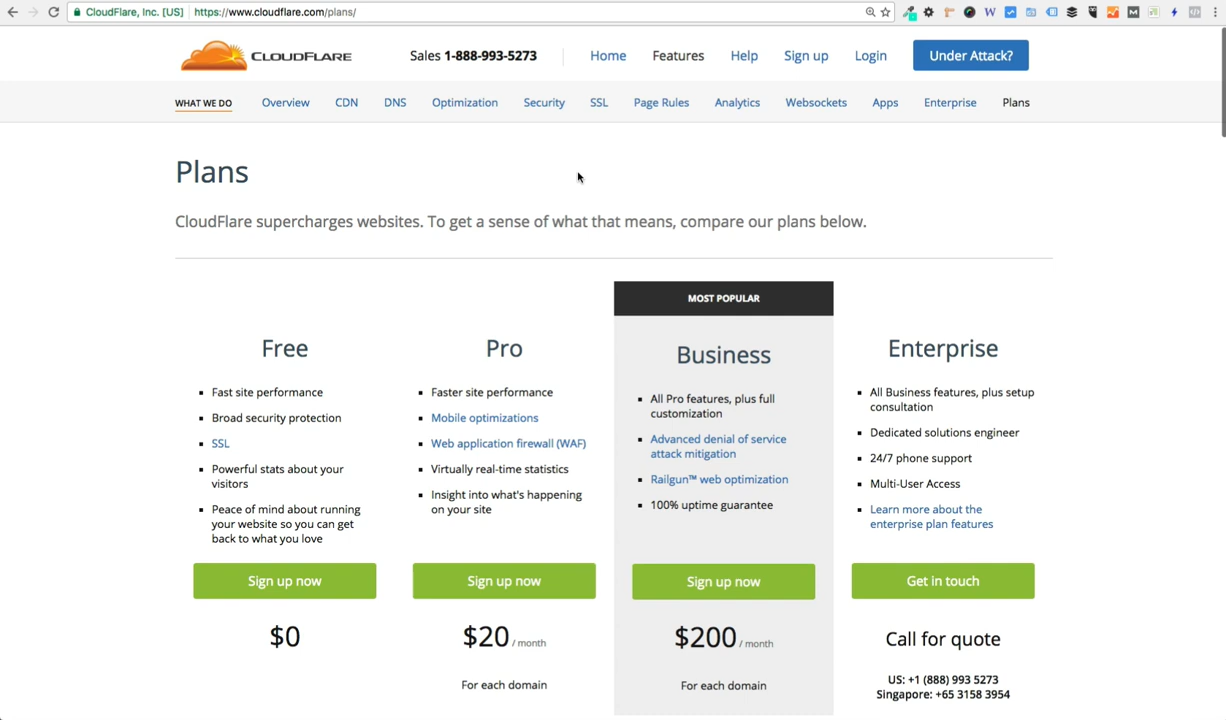 CloudFlare, Inc. [US] https://www.cloudflare.com/plans/
CLOUDFLARE
Sales 1-888-993-5273
Home
Features
Help
Sign up
Login
Under Attack?
WHAT WE DO
Overview
CDN
DNS
Optimization
Security
SSL
Page Rules
Analytics
Websockets
Apps
Enterprise
Plans
Plans
CloudFlare supercharges websites. To get a sense of what that means, compare our plans below.
Free
Fast site performance
Broad security protection
SSL
Powerful stats about your
visitors
Peace of mind about running
your website so you can get
back to what you love
Sign up now
$0
Pro
Faster site performance
Mobile optimizations
Web application firewall (WAF)
Virtually real-time statistics
Insight into what's happening
on your site
Sign up now
$20 / month
For each domain
MOST POPULAR
Business
All Pro features, plus full
customization
Advanced denial of service
attack mitigation
Railgun™ web optimization
100% uptime guarantee
Sign up now
$200 / month
For each domain
Enterprise
All Business features, plus setup
consultation
Dedicated solutions engineer
24/7 phone support
Multi-User Access
Learn more about the
enterprise plan features
Get in touch
Call for quote
US: +1 (888) 993 5273
Singapore: +65 3158 3954